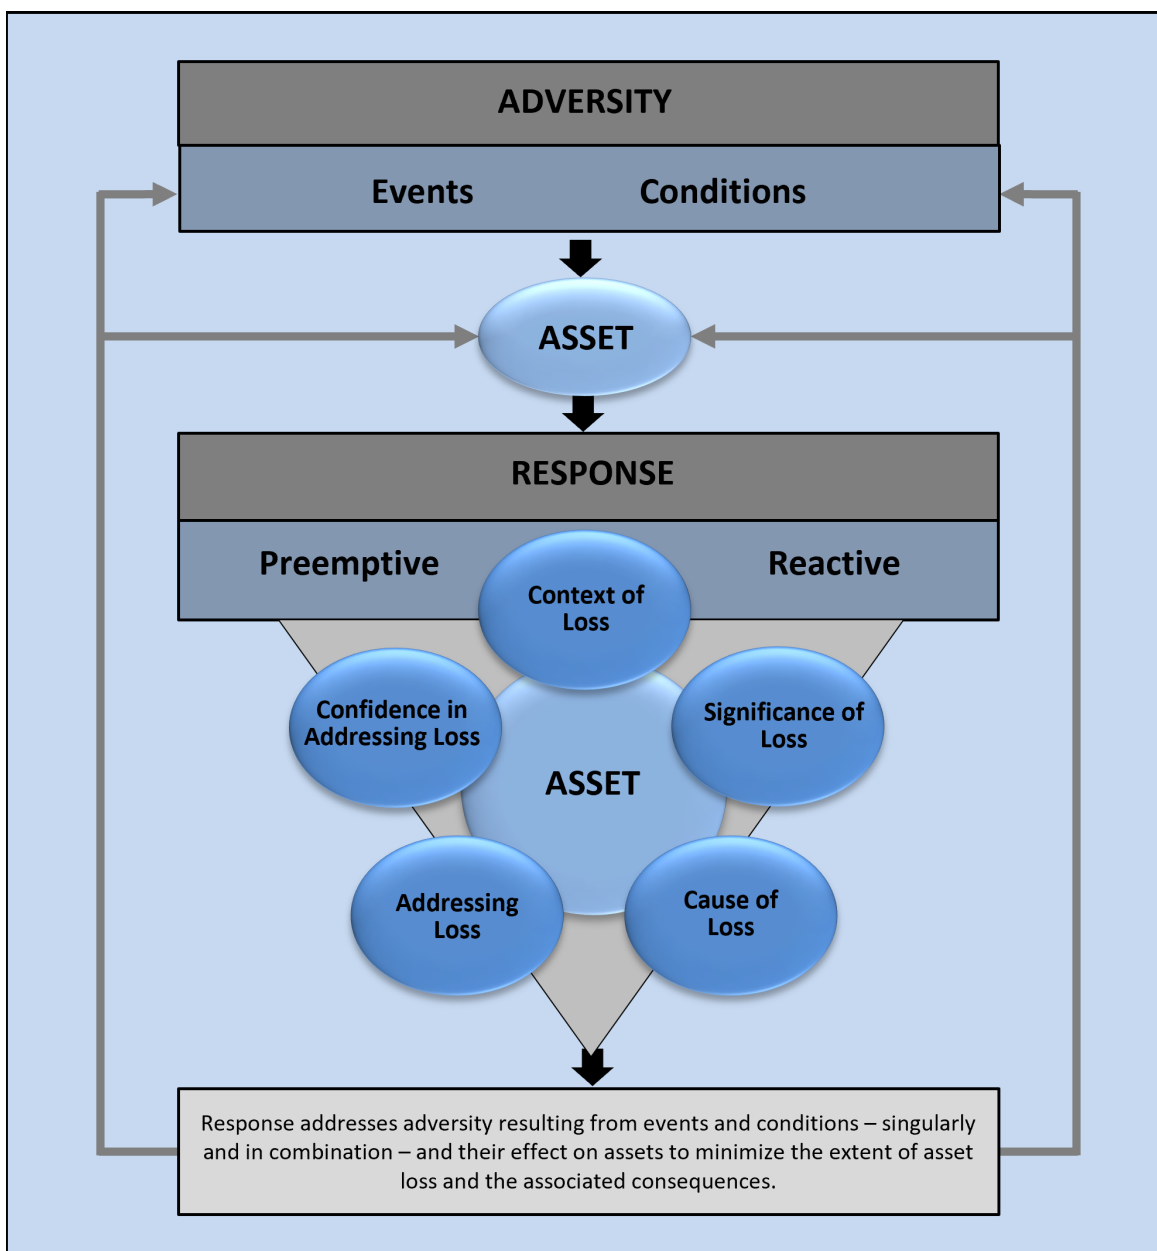 ADVERSITY
Events
Conditions
ASSET
RESPONSE
Preemptive
Reactive
Context of
Loss
Confidence in
Addressing Loss
Significance of
Loss
ASSET
Addressing
Loss
Cause of
Loss
Response addresses adversity resulting from events and conditions – singularly
and in combination – and their effect on assets to minimize the extent of asset
loss and the associated consequences.